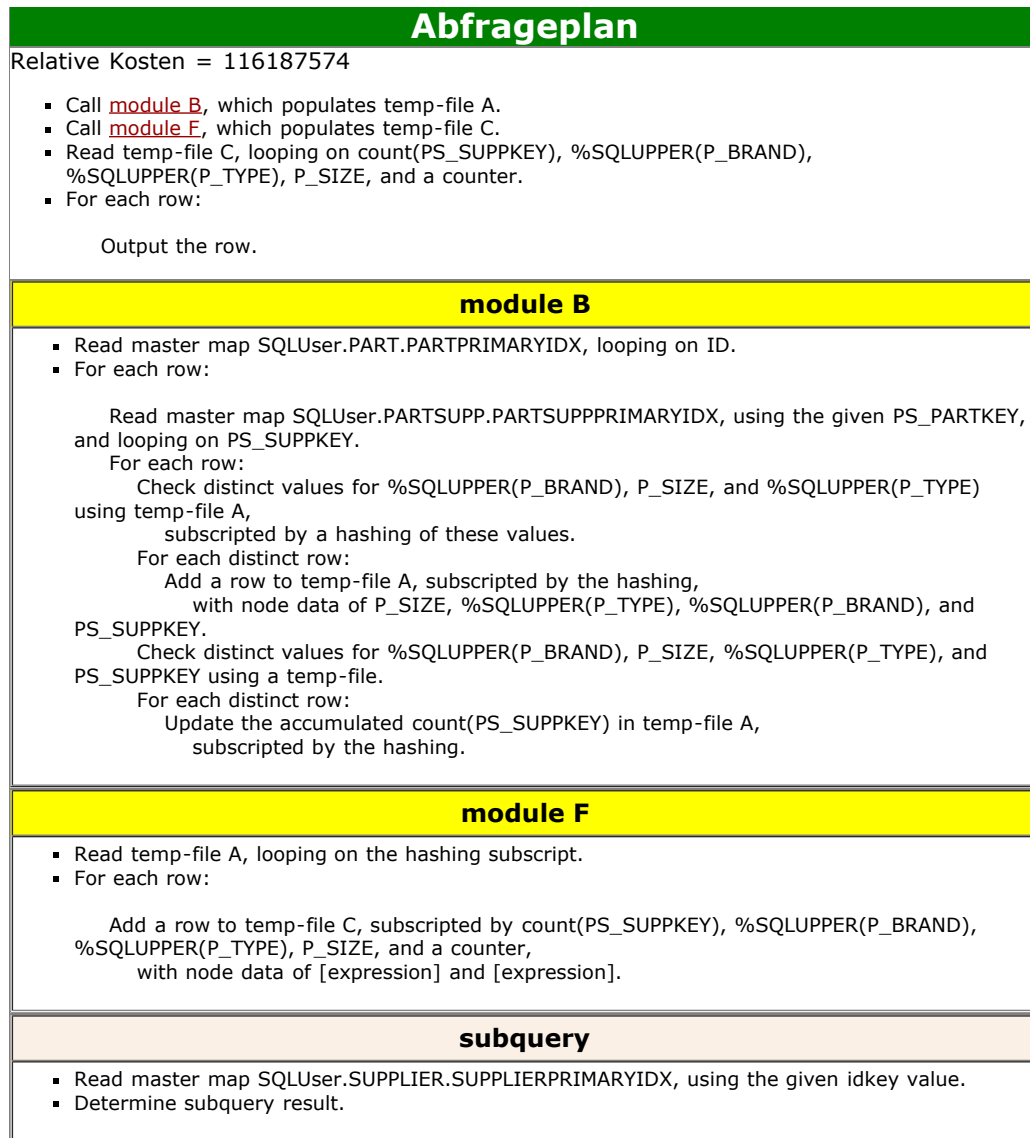 Abfrageplan
Relative Kosten = 116187574
Call module B, which populates temp-file A.
Call module F, which populates temp-file C.
Read temp-file C, looping on count(PS_SUPPKEY), %SQLUPPER(P_BRAND),
%SQLUPPER(P_TYPE), P_SIZE, and a counter.
For each row:
Output the row.
module B
Read master map SQLUser.PART.PARTPRIMARYIDX, looping on ID.
For each row:
Read master map SQLUser.PARTSUPP.PARTSUPPPRIMARYIDX, using the given PS_PARTKEY,
and looping on PS_SUPPKEY.
For each row:
Check distinct values for %SQLUPPER(P_BRAND), P_SIZE, and %SQLUPPER(P_TYPE)
using temp-file A,
subscripted by a hashing of these values.
For each distinct row:
Add a row to temp-file A, subscripted by the hashing,
with node data of P_SIZE, %SQLUPPER(P_TYPE), %SQLUPPER(P_BRAND), and
PS_SUPPKEY.
Check distinct values for %SQLUPPER(P_BRAND), P_SIZE, %SQLUPPER(P_TYPE), and
PS_SUPPKEY using a temp-file.
For each distinct row:
Update the accumulated count(PS_SUPPKEY) in temp-file A,
subscripted by the hashing.
module F
Read temp-file A, looping on the hashing subscript.
For each row:
Add a row to temp-file C, subscripted by count(PS_SUPPKEY), %SQLUPPER(P_BRAND),
%SQLUPPER(P_TYPE), P_SIZE, and a counter,
with node data of [expression] and [expression].
subquery
Read master map SQLUser.SUPPLIER.SUPPLIERPRIMARYIDX, using the given idkey value.
Determine subquery result.